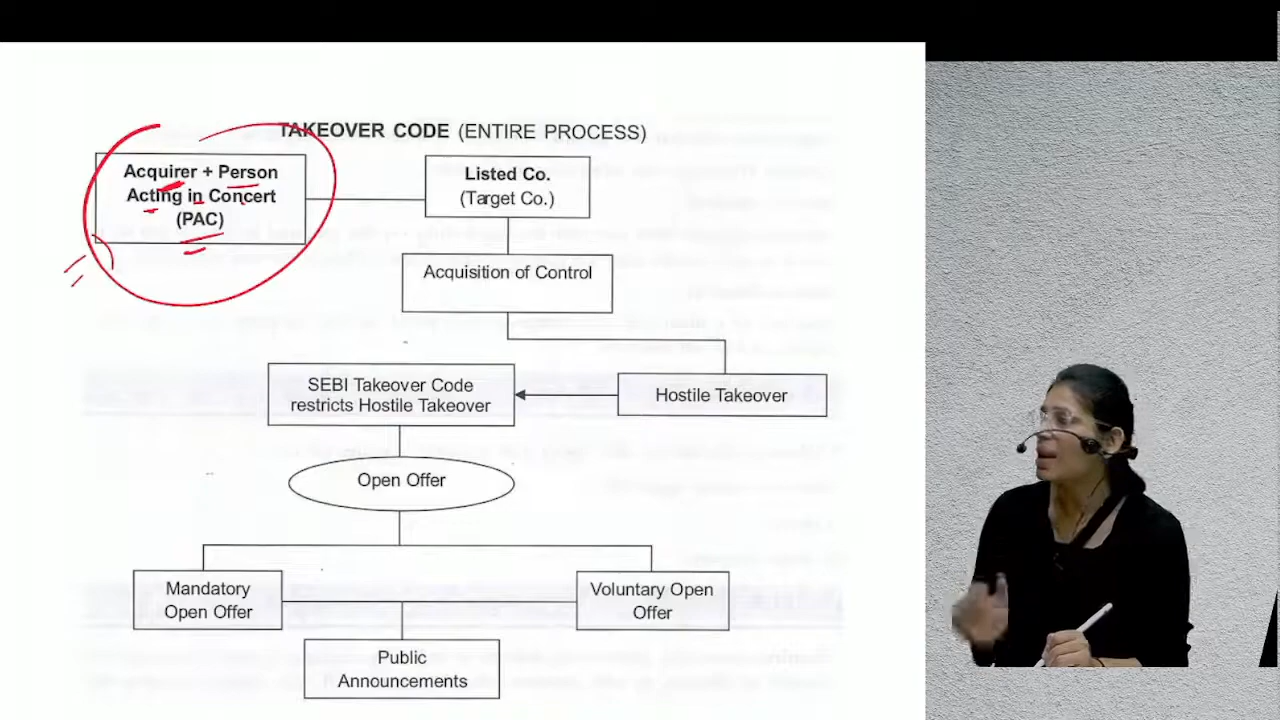 TAKEOVER CODE (ENTIRE PROCESS)
Acquirer + Person
Acting in Concert
(PAC)
Listed Co.
(Target Co.)
Acquisition of Control
SEBI Takeover Code
restricts Hostile Takeover
Hostile Takeover
Open Offer
Mandatory
Open Offer
Voluntary Open
Offer
Public
Announcements